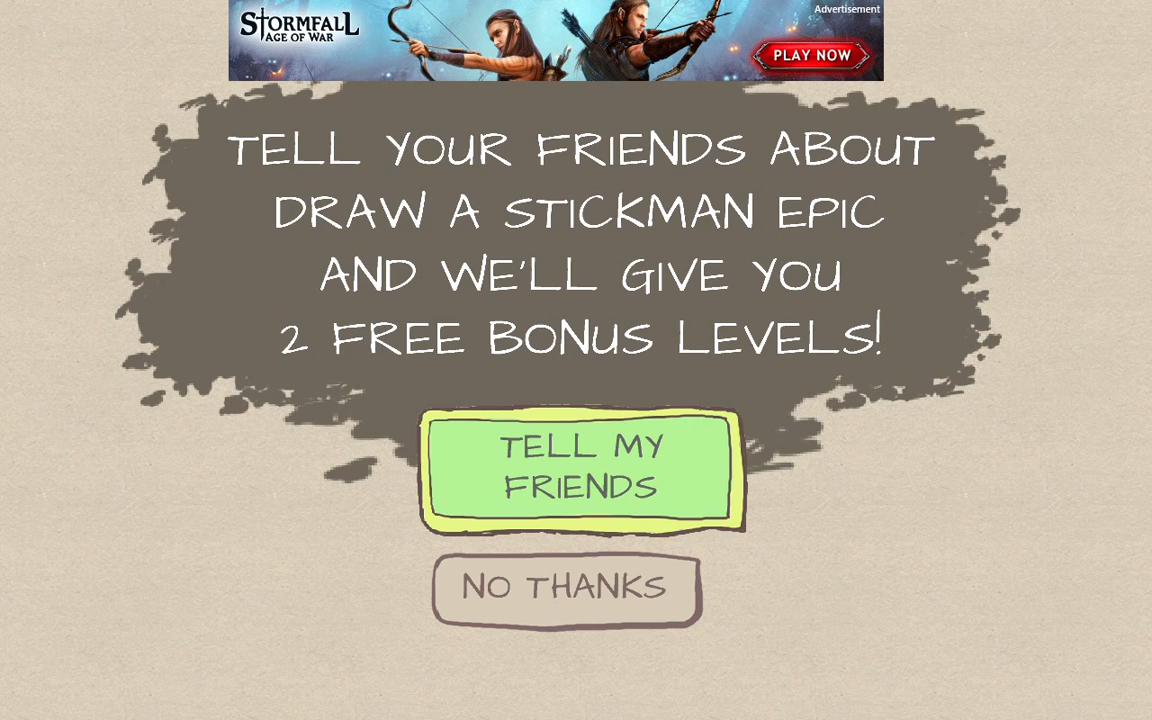 STORMFALL
AGE OF WAR
Advertisement
PLAY NOW
TELL YOUR FRIENDS ABOUT
DRAW A STICKMAN EPIC
AND WE'LL GIVE YOU
2 FREE BONUS LEVELS!
TELL MY
FRIENDS
NO THANKS